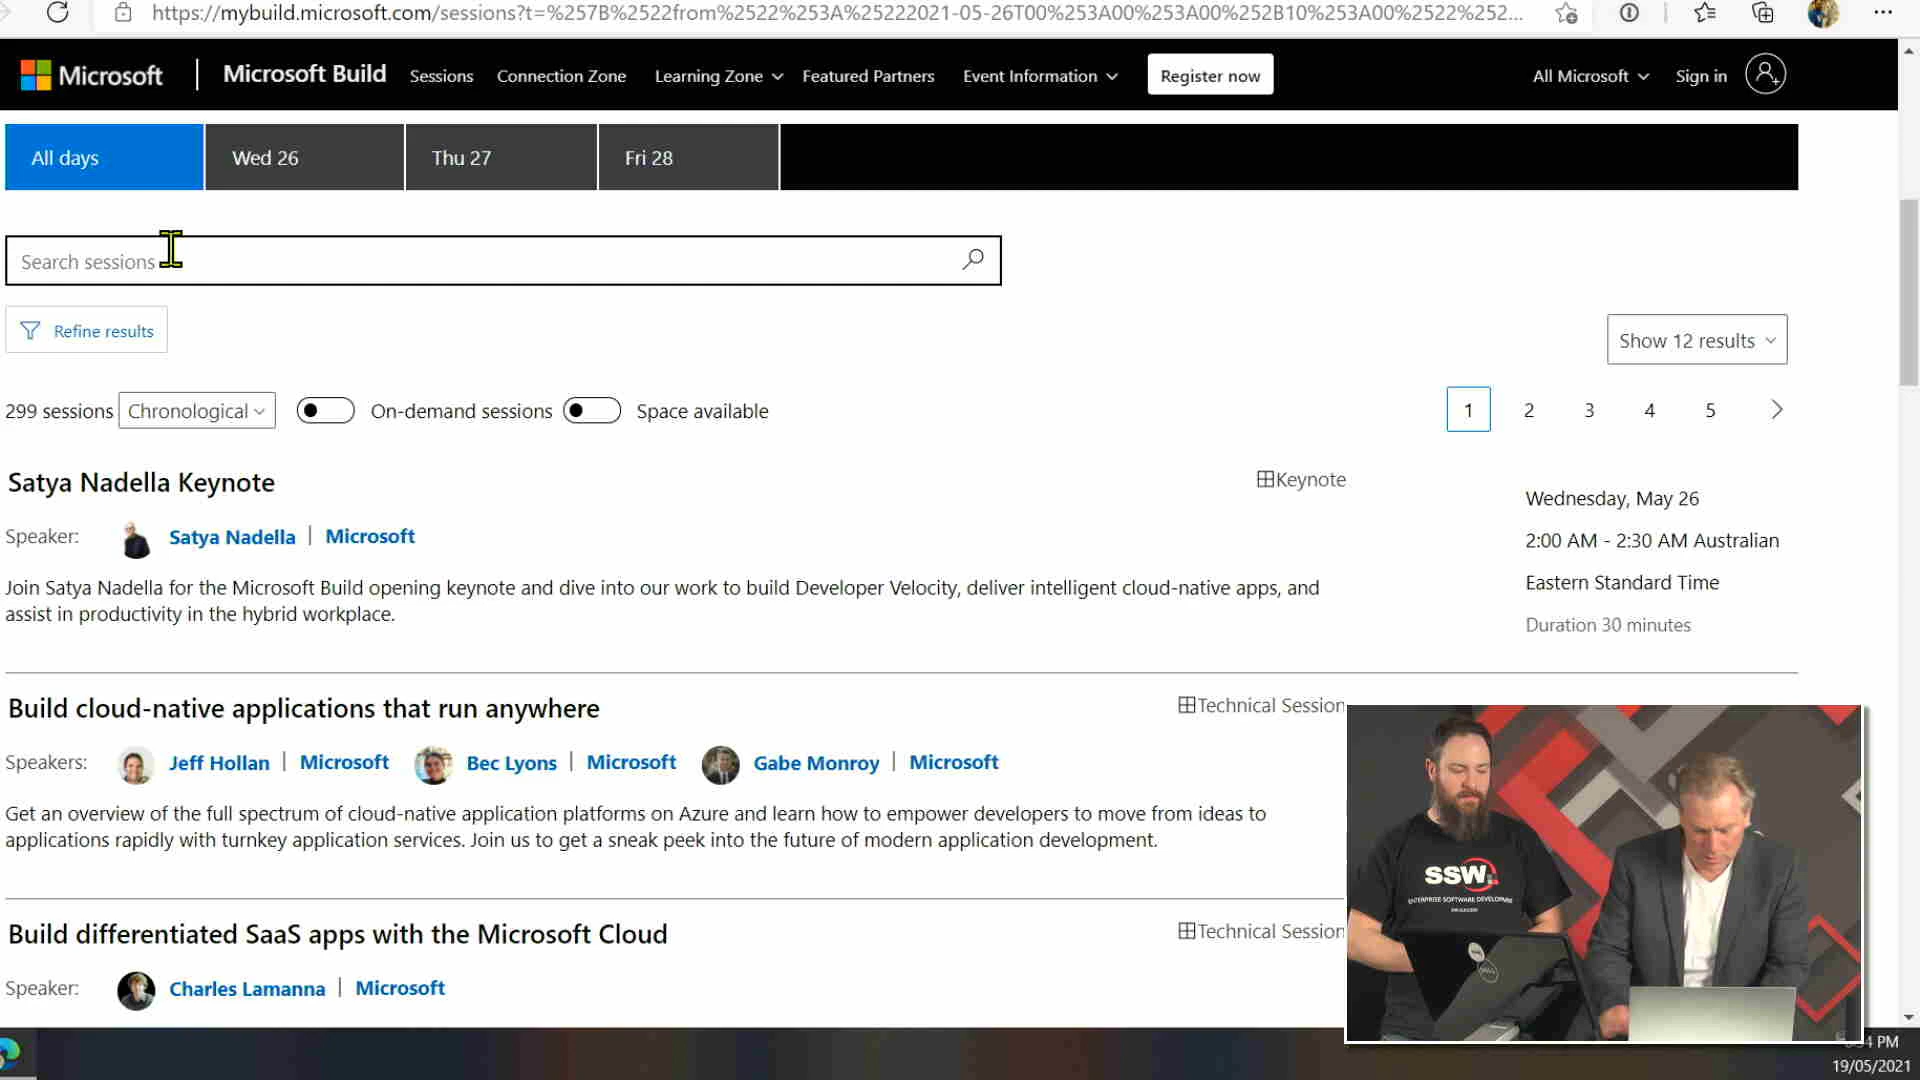 https://mybuild.microsoft.com/sessions?t=%257B%2522from%2522%253A%25222021-05-26T00%253A00%253A00%252B10%253A00%2522%252...
Microsoft | Microsoft Build Sessions Connection Zone Learning Zone Featured Partners Event Information Register now All Microsoft Sign in
All days Wed 26 Thu 27 Fri 28
Search sessions
Refine results
Show 12 results
299 sessions Chronological On-demand sessions Space available 1 2 3 4 5
Satya Nadella Keynote Keynote
Wednesday, May 26
Speaker: Satya Nadella | Microsoft
2:00 AM - 2:30 AM Australian
Eastern Standard Time
Join Satya Nadella for the Microsoft Build opening keynote and dive into our work to build Developer Velocity, deliver intelligent cloud-native apps, and
assist in productivity in the hybrid workplace.
Duration 30 minutes
Build cloud-native applications that run anywhere Technical Session
Speakers: Jeff Hollan | Microsoft Bec Lyons | Microsoft Gabe Monroy | Microsoft
Get an overview of the full spectrum of cloud-native application platforms on Azure and learn how to empower developers to move from ideas to
applications rapidly with turnkey application services. Join us to get a sneak peek into the future of modern application development.
Build differentiated SaaS apps with the Microsoft Cloud Technical Session
Speaker: Charles Lamanna | Microsoft
SSW
ENTERPRISE SOFTWARE DEVELOPMENT
DELL
PM
19/05/2021